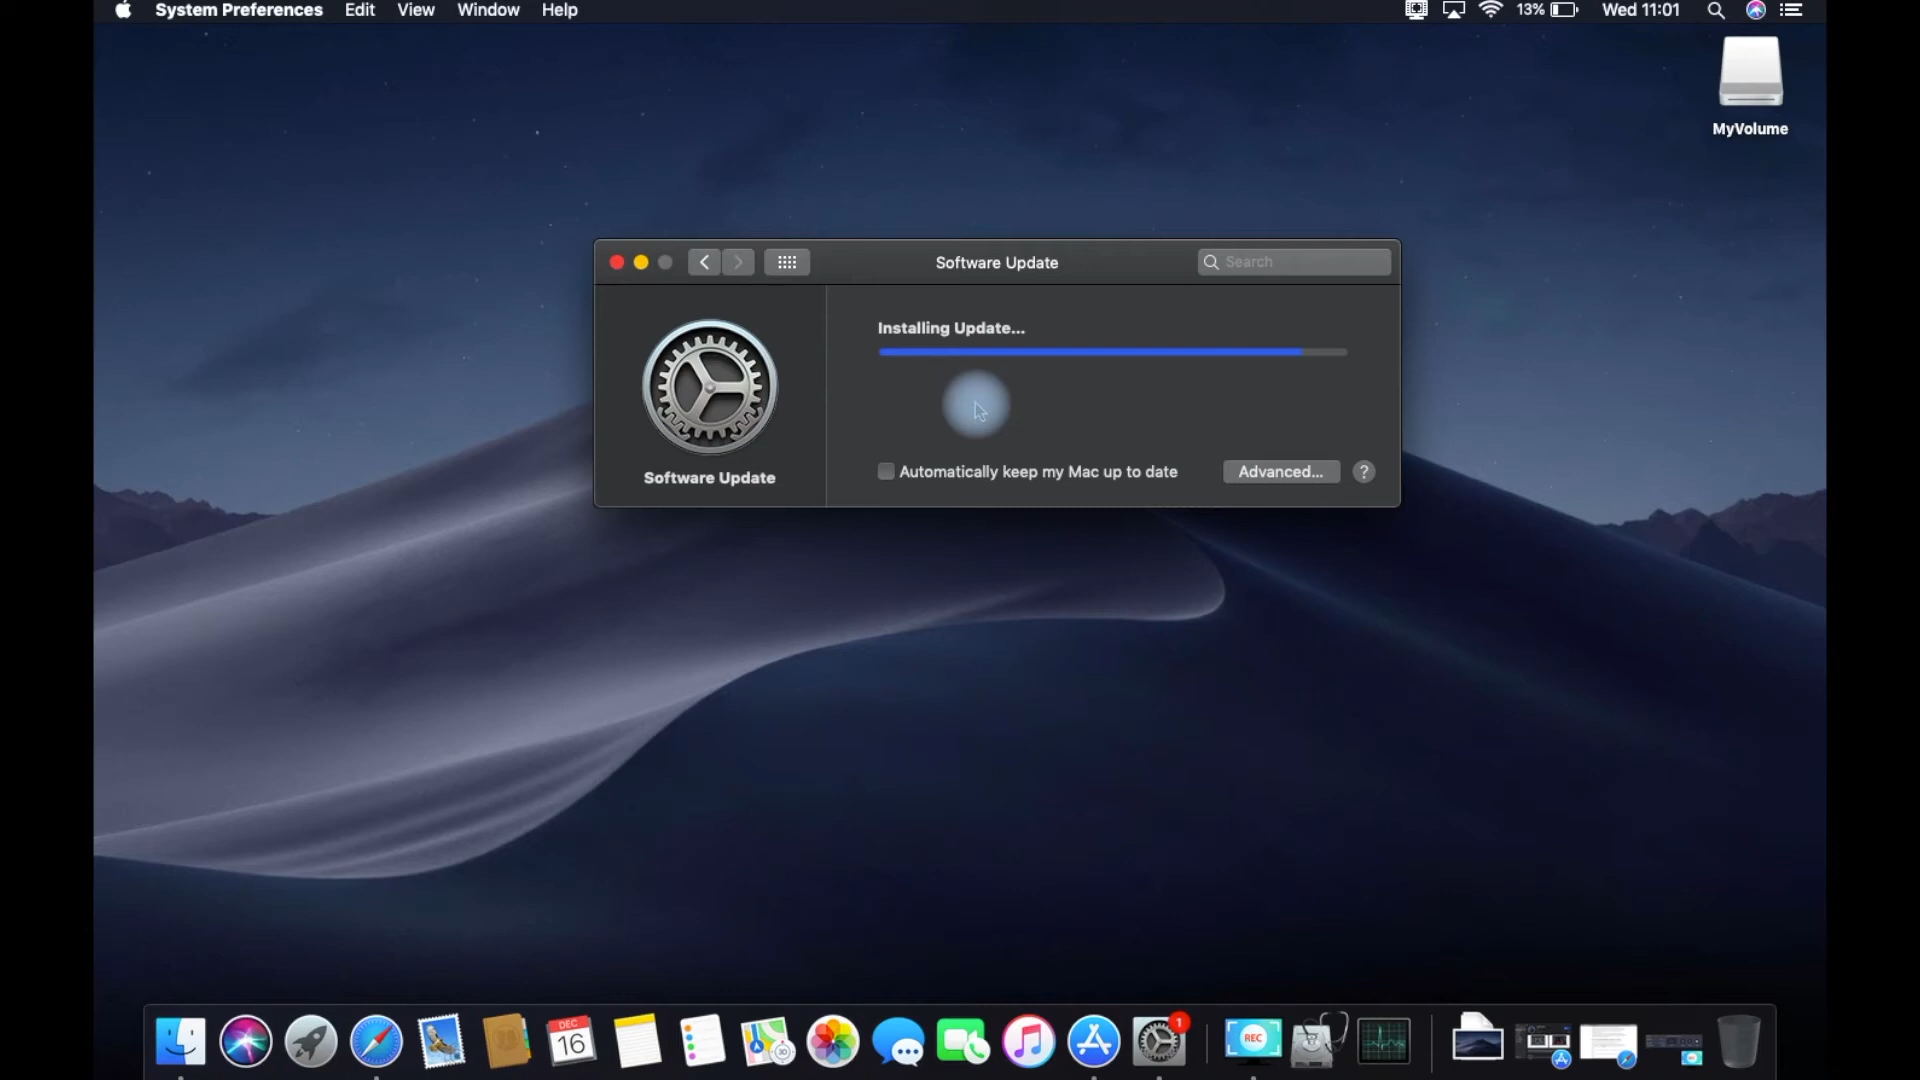 System Preferences Edit View Window Help 13% Wed 11:01
MyVolume
Software Update Search
Installing Update...
Software Update
Automatically keep my Mac up to date Advanced... ?
DEC
16
1
REC